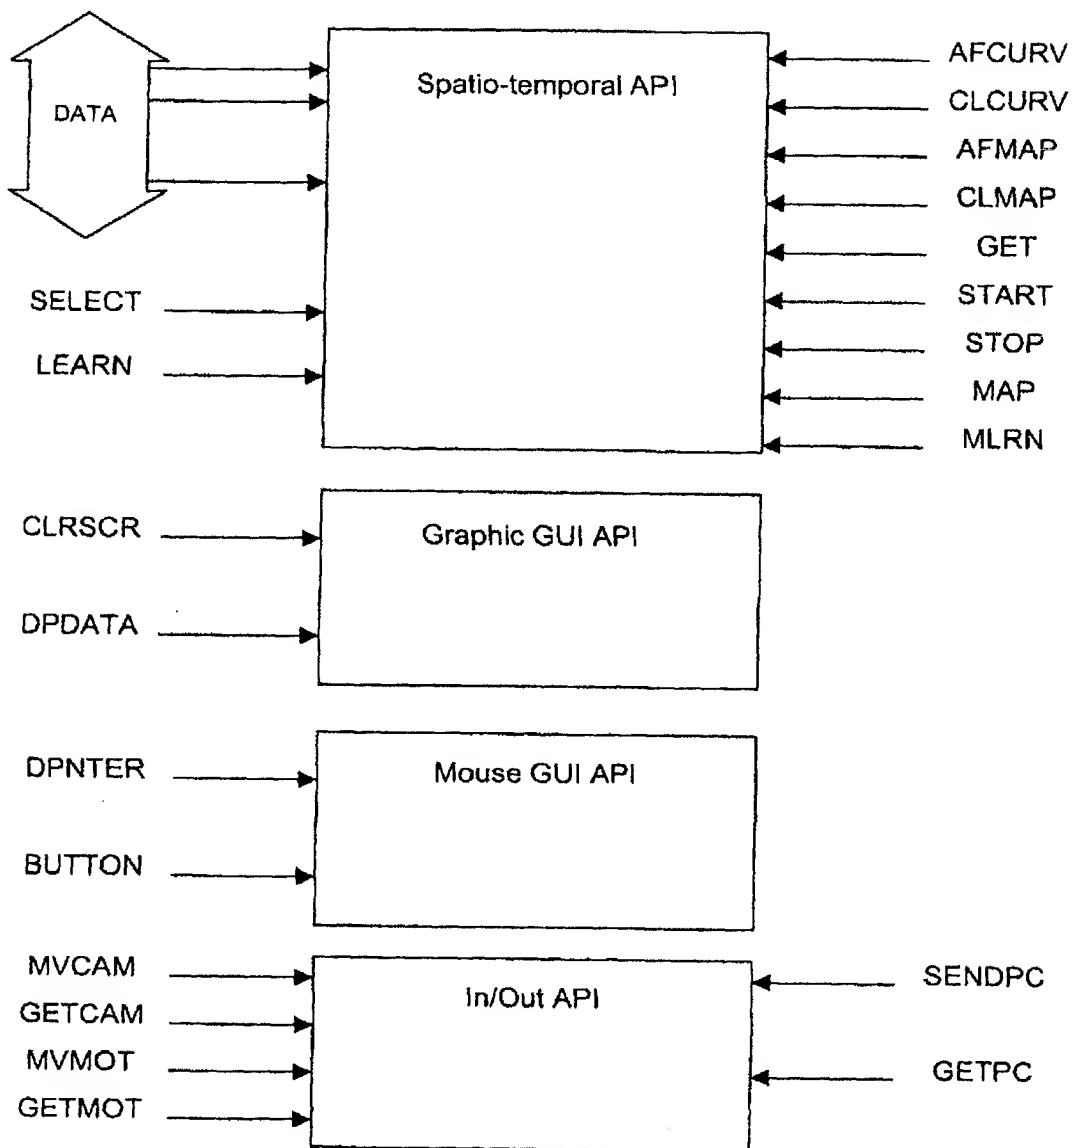 DATA
Spatio-temporal API
AFCURV
CLCURV
AFMAP
CLMAP
GET
SELECT
START
LEARN
STOP
MAP
MLRN
CLRSCR
Graphic GUI API
DPDATA
DPNTER
Mouse GUI API
BUTTON
MVCAM
In/Out API
SENDPC
GETCAM
MVMOT
GETPC
GETMOT